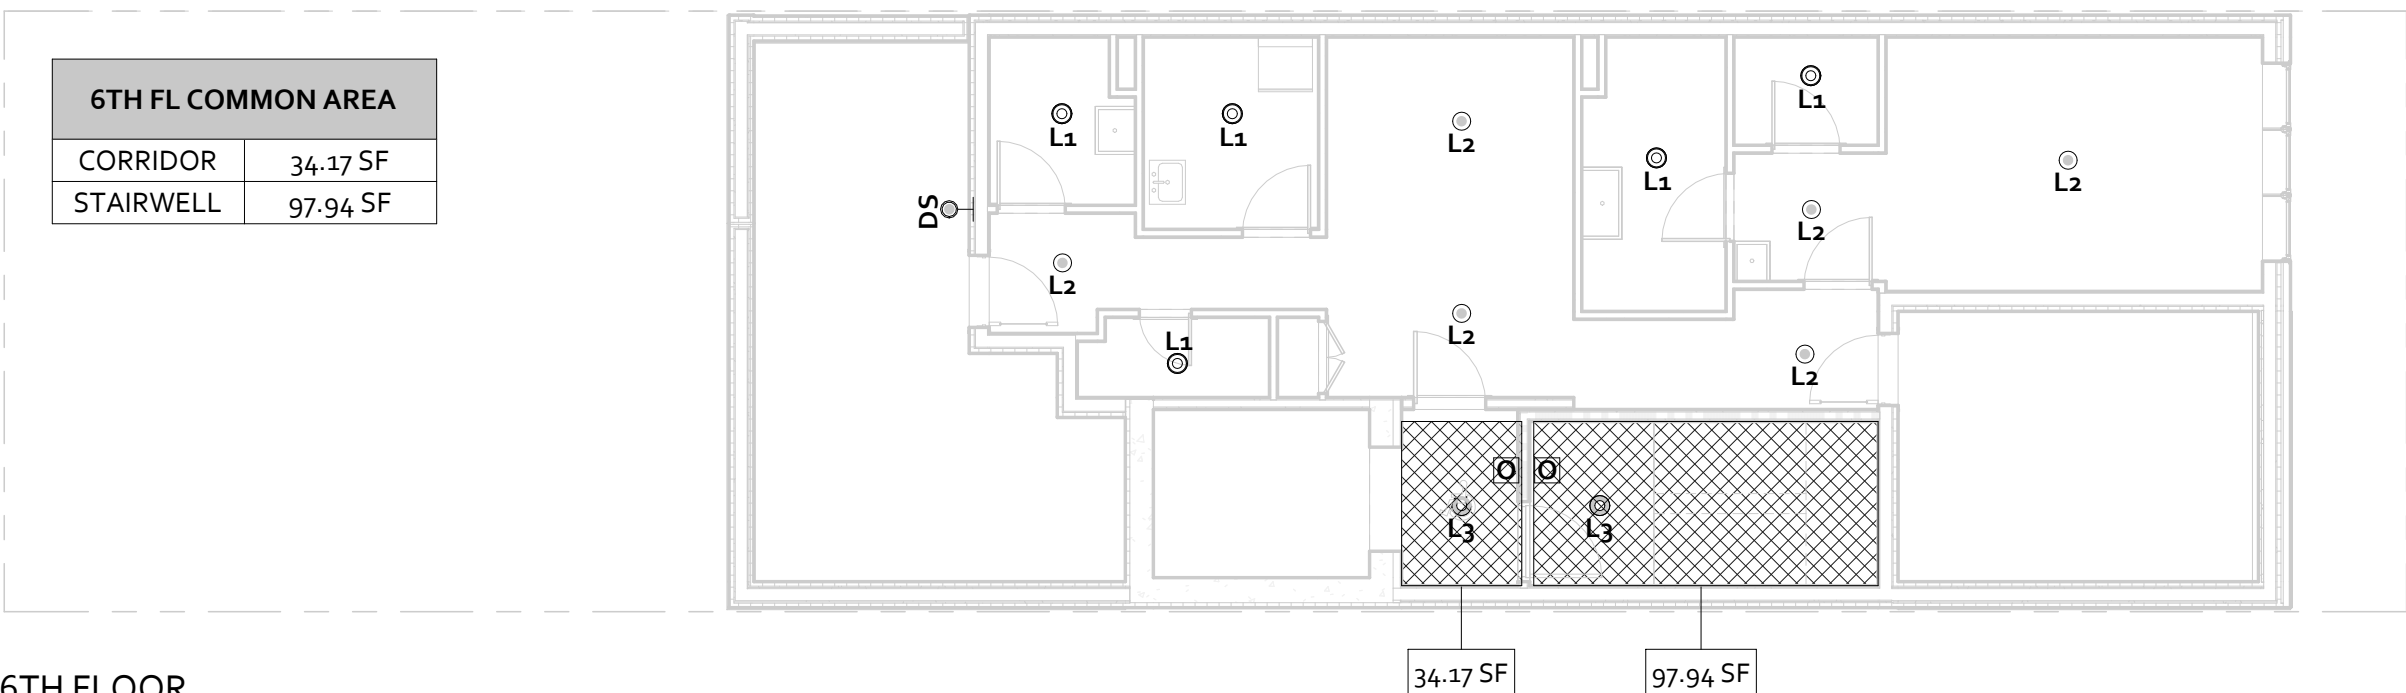 6TH FL COMMON AREA
CORRIDOR 34.17 SF
STAIRWELL 97.94 SF
L1
L1
L2
L1
L1
L2
DS
L2
L2
L2
L1
L2
L2
O
O
L3
L3
34.17 SF
97.94 SF
6TH FLOOR